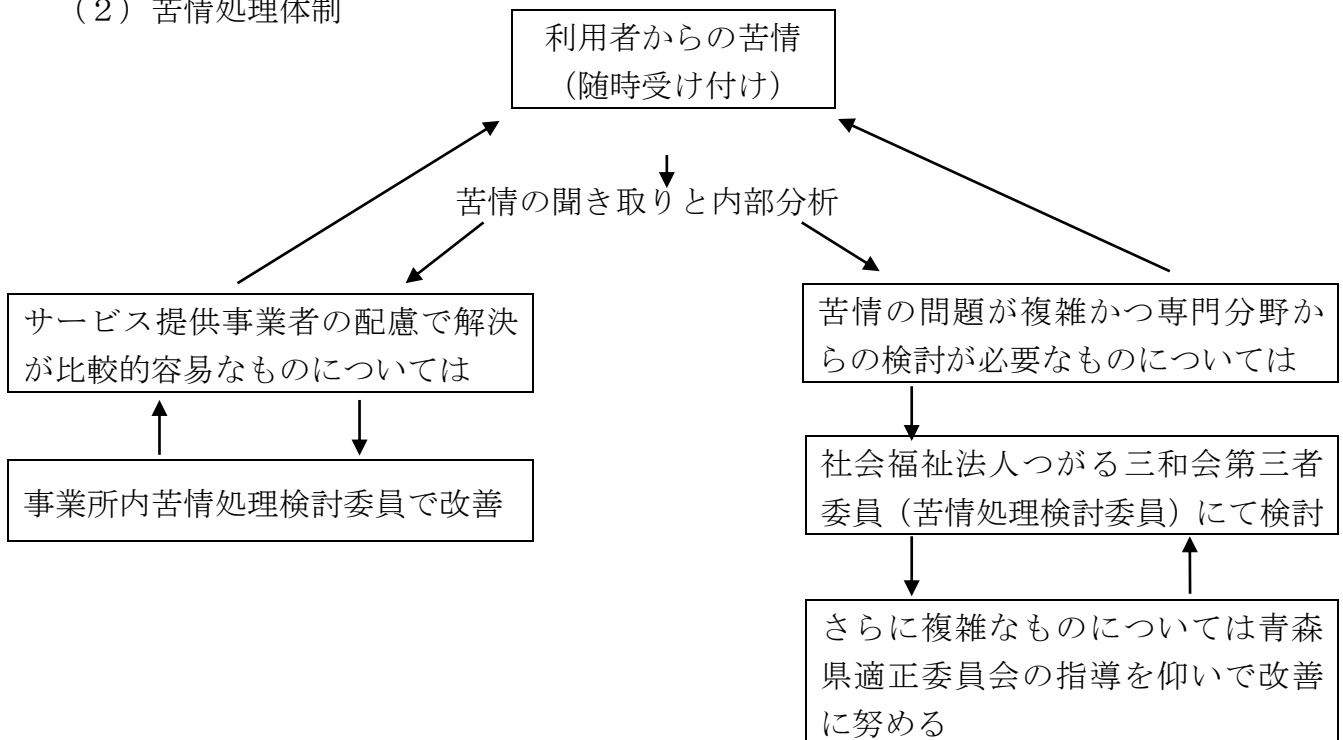 （２）苦情処理体制
利用者からの苦情
（随時受け付け）
苦情の聞き取りと内部分析
サービス提供事業者の配慮で解決
が比較的容易なものについては
苦情の問題が複雑かつ専門分野か
らの検討が必要なものについては
事業所内苦情処理検討委員で改善
社会福祉法人つがる三和会第三者
委員（苦情処理検討委員）にて検討
さらに複雑なものについては青森
県適正委員会の指導を仰いで改善
に努める